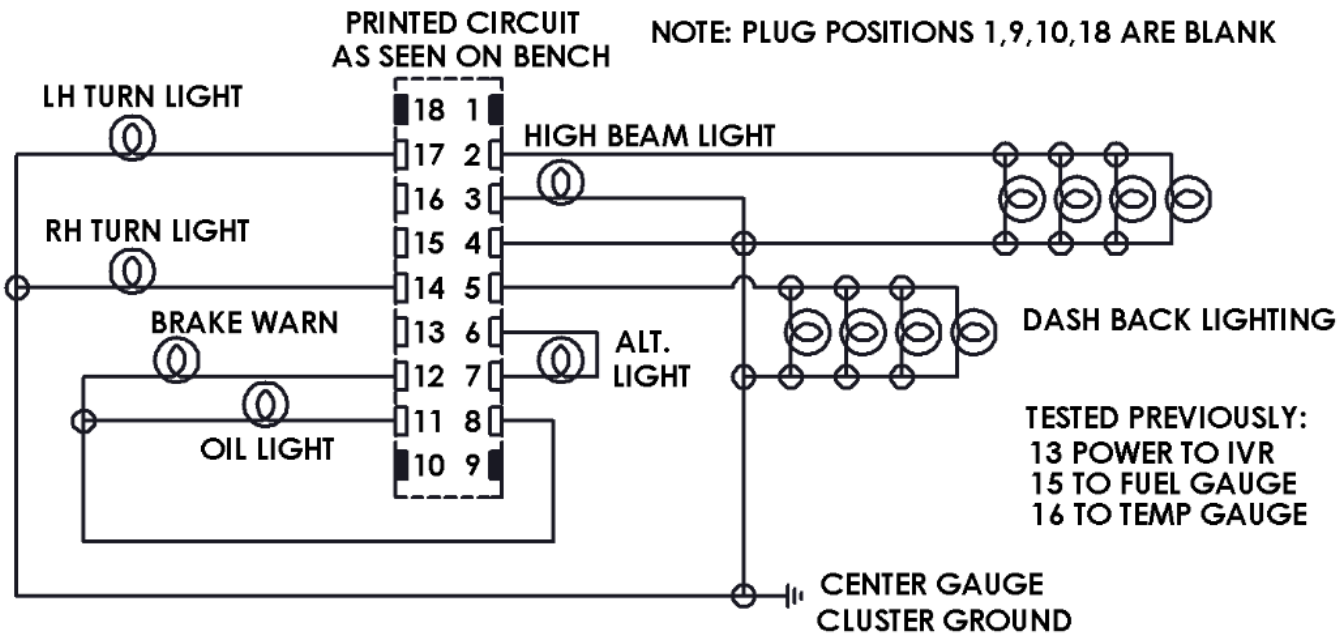 PRINTED CIRCUIT
AS SEEN ON BENCH
NOTE: PLUG POSITIONS 1,9,10,18 ARE BLANK
LH TURN LIGHT
18 1
HIGH BEAM LIGHT
17 2
16 3
RH TURN LIGHT
15 4
14 5
BRAKE WARN
13 6
ALT.
LIGHT
DASH BACK LIGHTING
12 7
11 8
OIL LIGHT
10 9
TESTED PREVIOUSLY:
13 POWER TO IVR
15 TO FUEL GAUGE
16 TO TEMP GAUGE
CENTER GAUGE
CLUSTER GROUND